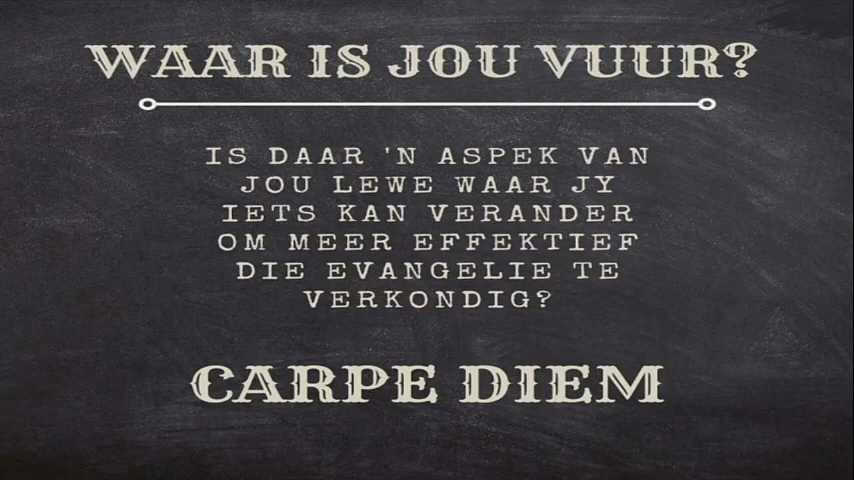 WAAR IS JOU VUUR?
IS DAAR 'N ASPEK VAN
JOU LEWE WAAR JY
IETS KAN VERANDER
OM MEER EFFEKTIEF
DIE EVANGELIE TE
VERKONDIG?
CARPE DIEM